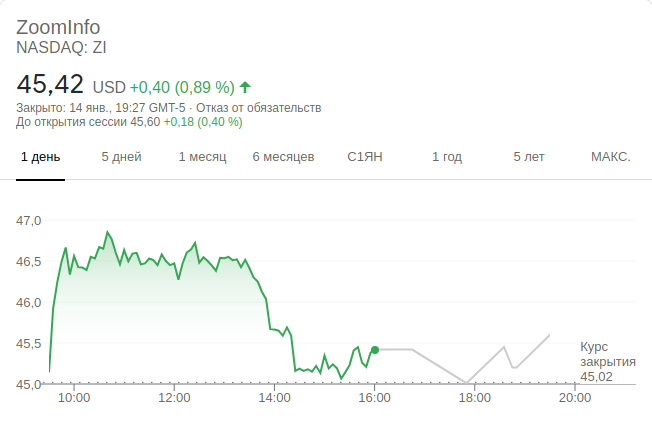 ZoomInfo
NASDAQ: ZI
45,42 USD +0,40 (0,89 %)
Закрыто: 14 янв., 19:27 GMT-5 · Отказ от обязательств
До открытия сессии 45,60 +0,18 (0,40 %)
1 день 5 дней 1 месяц 6 месяцев С1ЯН 1 год 5 лет МАКС.
47,0
46,5
46,0
45,5
45,0
Курс
закрытия
45,02
10:00 12:00 14:00 16:00 20:00